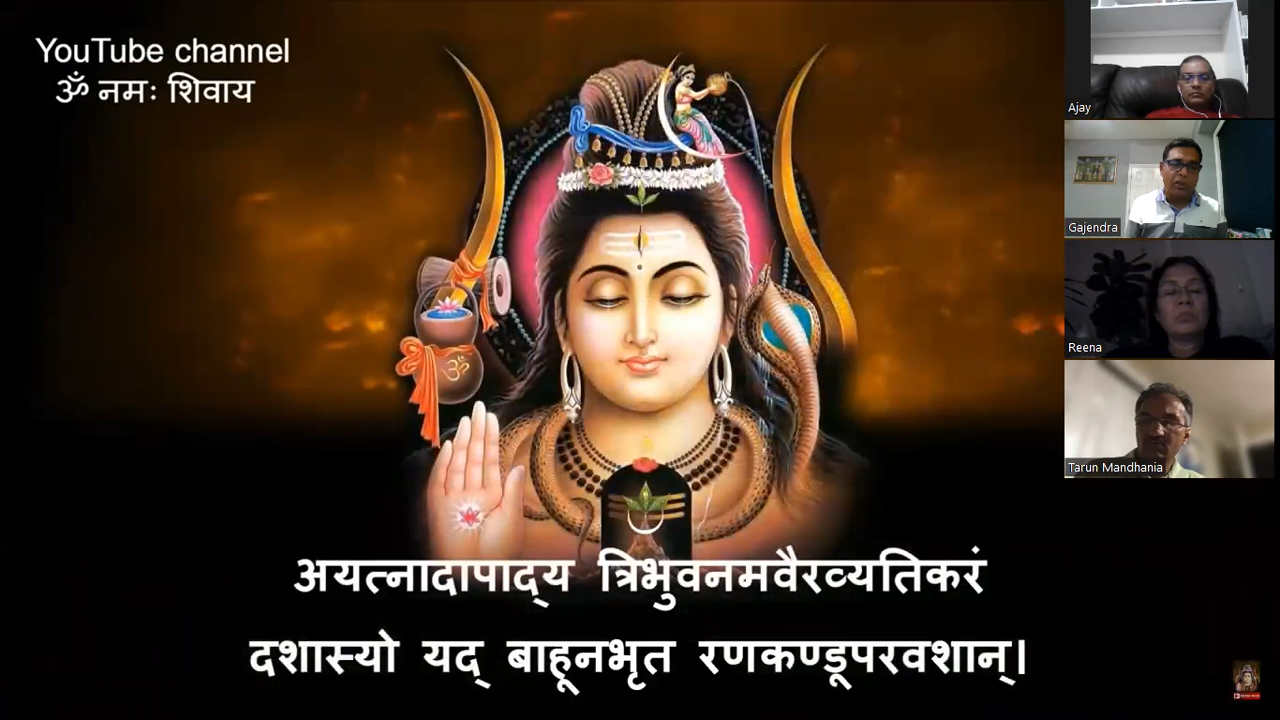 YouTube channel
ॐ नमः शिवाय
Ajay
Gajendra
Reena
Tarun Mandhania
अयत्नादापाद्य त्रिभुवनमवैरव्यतिकरं
दशास्यो यद् बाहूनभृत रणकण्डूपरवशान्।